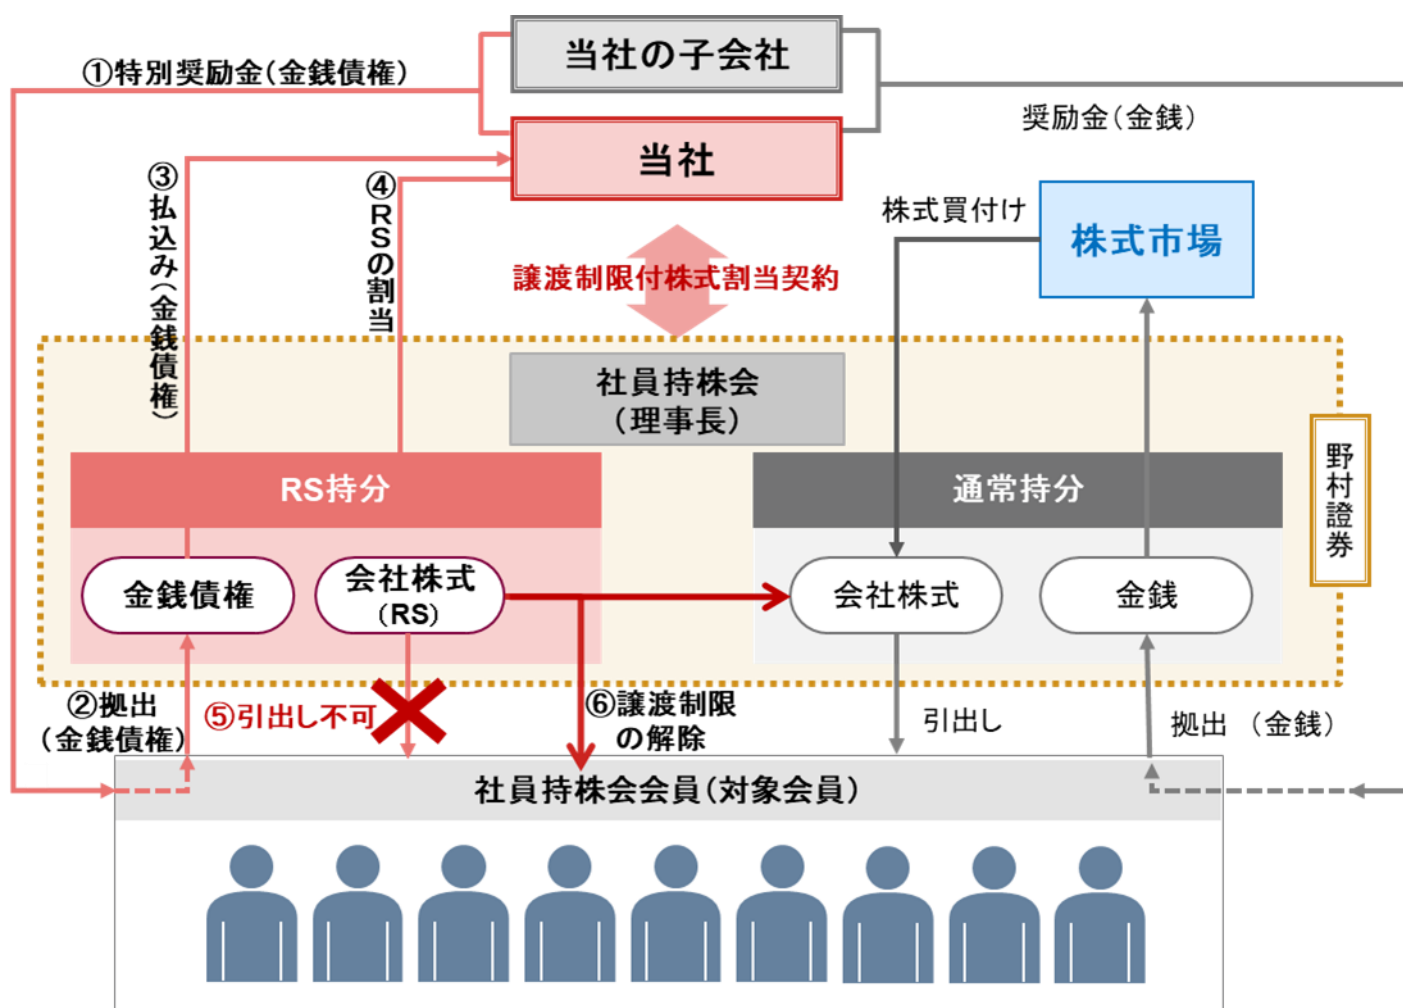 当社の子会社
①特別奨励金(金銭債権)
奨励金(金銭)
当社
③払込み(金銭債権)
④RSの割当
株式買付け
株式市場
譲渡制限付株式割当契約
社員持株会
(理事長)
野村證券
RS持分
通常持分
金銭債権
会社株式
(RS)
会社株式
金銭
②拠出
(金銭債権)
⑤引出し不可
⑥譲渡制限
の解除
引出し
拠出 (金銭)
社員持株会会員(対象会員)